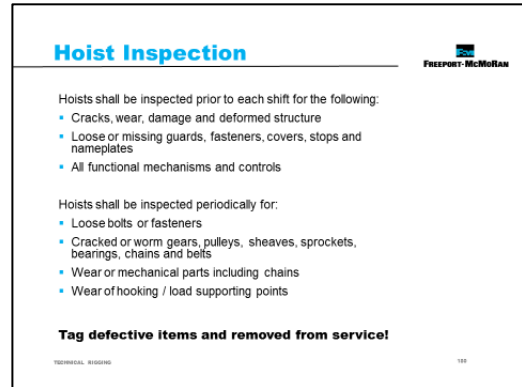 Hoist Inspection
FREEPORT-MCMORAN
Hoists shall be inspected prior to each shift for the following:
Cracks, wear, damage and deformed structure
Loose or missing guards, fasteners, covers, stops and
nameplates
All functional mechanisms and controls
Hoists shall be inspected periodically for:
Loose bolts or fasteners
Cracked or worm gears, pulleys, sheaves, sprockets,
bearings, chains and belts
Wear or mechanical parts including chains
Wear of hooking / load supporting points
Tag defective items and removed from service!
TECHNICAL RIGGING